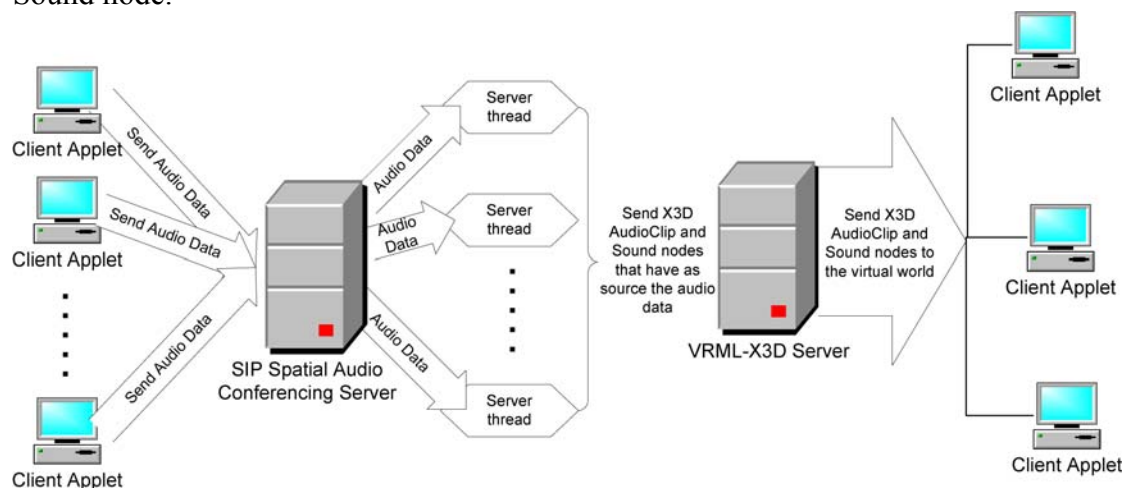 Sound node.
Client Applet
Client Applet
Client Applet
Send Audio Data
Send Audio Data
Send Audio Data
SIP Spatial Audio
Conferencing Server
Audio Data
Audio
Data
Audio Data
Server
thread
Server
thread
Server
thread
Send X3D
AudioClip and
Sound nodes
that have as
source the audio
data
VRML-X3D Server
Send X3D
AudioClip and
Sound nodes to
the virtual world
Client Applet
Client Applet
Client Applet